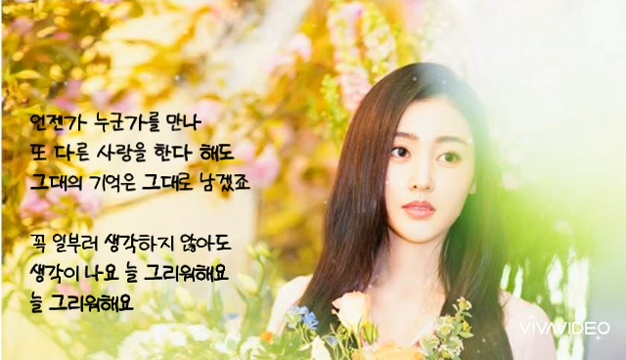 언젠가 누군가를 만나
또 다른 사랑을 한다 해도
그대의 기억은 그대로 남겠죠
꼭 일부러 생각하지 않아도
생각이 나요 늘 그리워해요
늘 그리워해요
VIVAVIDEO